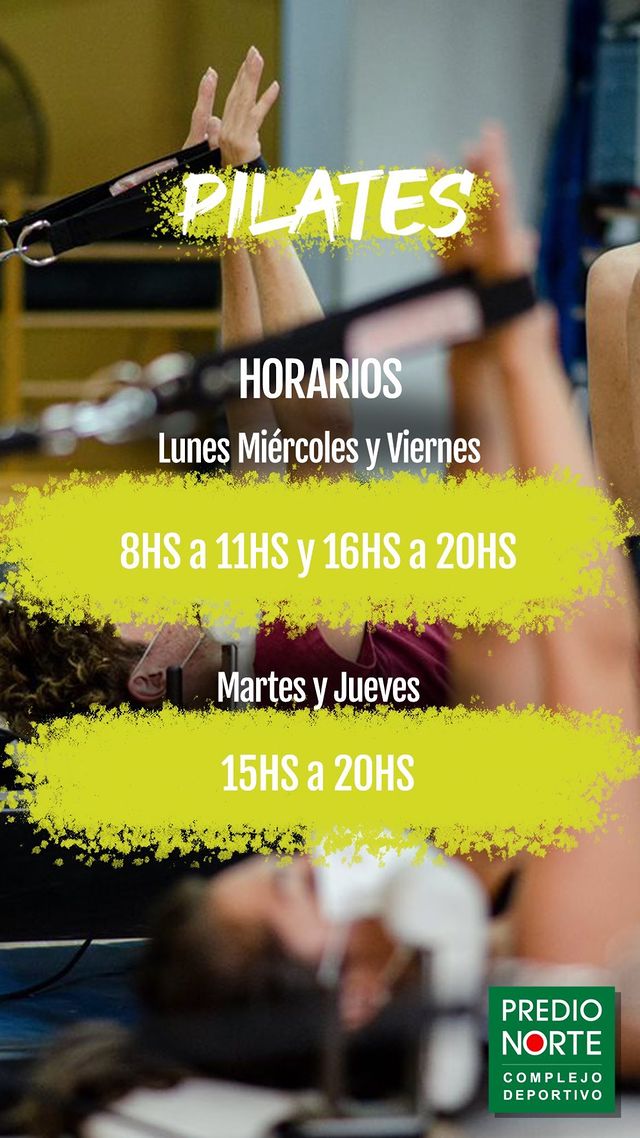 PILATES
HORARIOS
Lunes Miércoles y Viernes
8HS a 11HS y 16HS a 20HS
Martes y Jueves
15HS a 20HS
PREDIO
NORTE
COMPLEJO
DEPORTIVO